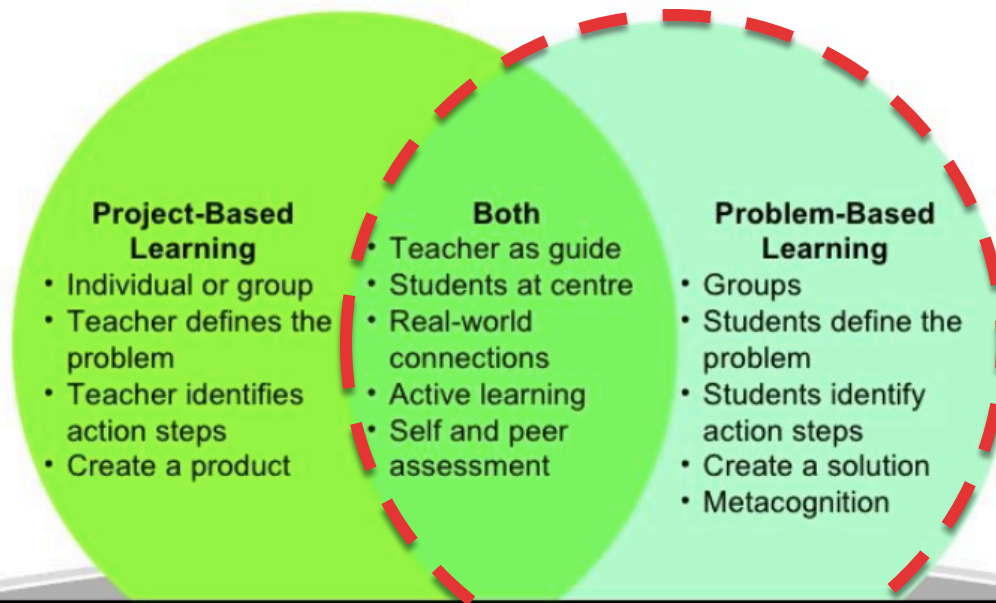 Project-Based
Learning
• Individual or group
• Teacher defines the
problem
• Teacher identifies
action steps
• Create a product
Both
• Teacher as guide
• Students at centre
• Real-world
connections
• Active learning
• Self and peer
assessment
Problem-Based
Learning
• Groups
• Students define the
problem
• Students identify
action steps
• Create a solution
• Metacognition